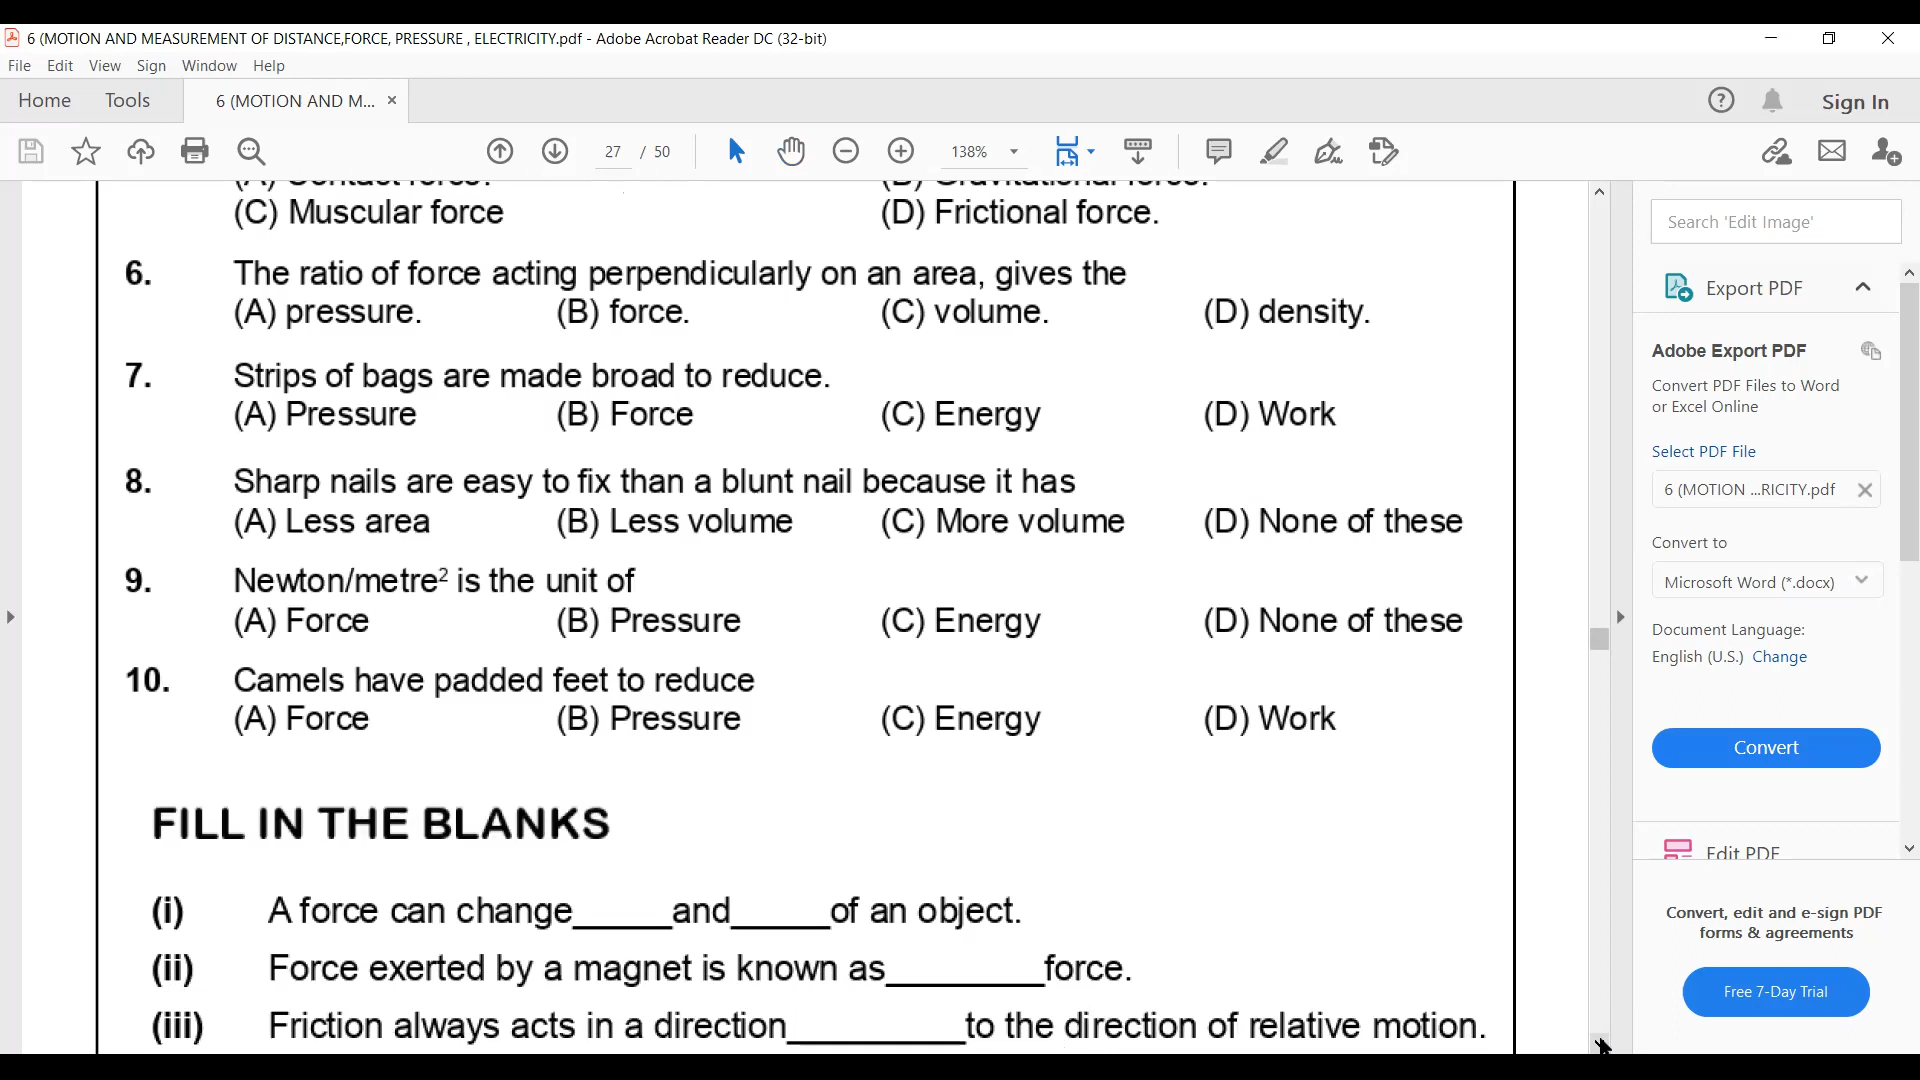 6 (MOTION AND MEASUREMENT OF DISTANCE,FORCE, PRESSURE , ELECTRICITY.pdf - Adobe Acrobat Reader DC (32-bit)
File Edit View Sign Window Help
Home Tools 6 (MOTION AND M... × Sign In
27 / 50 138%
(A) Contact force. (B) Gravitational force.
(C) Muscular force (D) Frictional force.
6. The ratio of force acting perpendicularly on an area, gives the
(A) pressure. (B) force. (C) volume. (D) density.
7. Strips of bags are made broad to reduce.
(A) Pressure (B) Force (C) Energy (D) Work
8. Sharp nails are easy to fix than a blunt nail because it has
(A) Less area (B) Less volume (C) More volume (D) None of these
9. Newton/metre² is the unit of
(A) Force (B) Pressure (C) Energy (D) None of these
10. Camels have padded feet to reduce
(A) Force (B) Pressure (C) Energy (D) Work
FILL IN THE BLANKS
(i) A force can change_____and_____of an object.
(ii) Force exerted by a magnet is known as________force.
(iii) Friction always acts in a direction_________to the direction of relative motion.
Search 'Edit Image'
Export PDF
Adobe Export PDF
Convert PDF Files to Word
or Excel Online
Select PDF File
6 (MOTION ...RICITY.pdf
Convert to
Microsoft Word (*.docx)
Document Language:
English (U.S.) Change
Convert
Edit PDF
Convert, edit and e-sign PDF
forms & agreements
Free 7-Day Trial